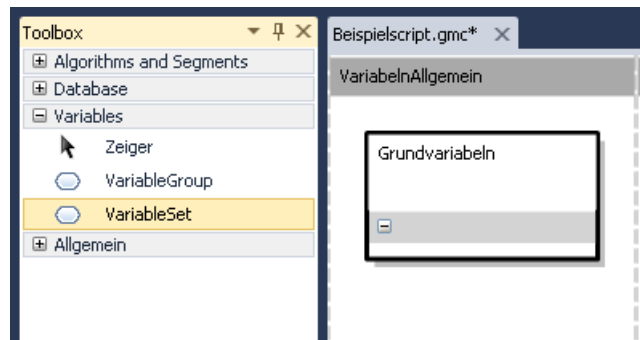 Toolbox
Algorithms and Segments
Database
Variables
Zeiger
VariableGroup
VariableSet
Allgemein
Beispielscript.gmc*
VariabelnAllgemein
Grundvariabeln